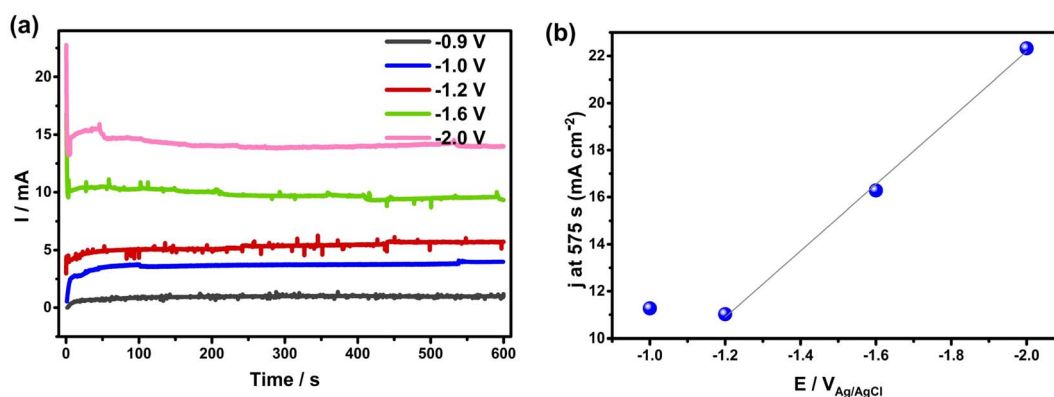 (a)
-0.9 V
-1.0 V
-1.2 V
-1.6 V
-2.0 V
20
15
10
5
0
I / mA
0 100 200 300 400 500 600
Time / s
(b)
22
20
18
16
14
12
10
j at 575 s (mA cm⁻²)
-1.0 -1.2 -1.4 -1.6 -1.8 -2.0
E / V_Ag/AgCl